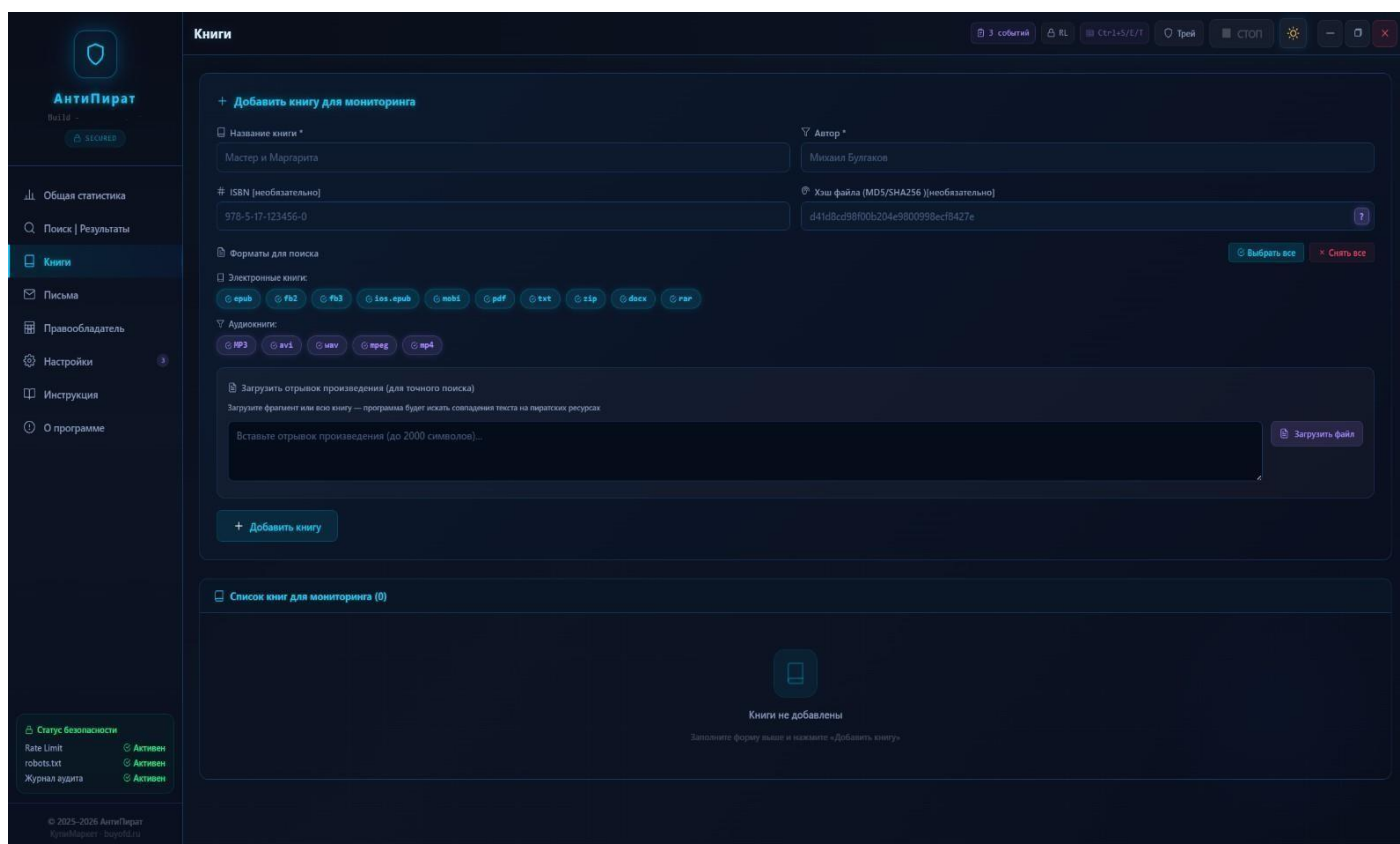 АнтиПират
Build -
SECURED
Общая статистика
Поиск | Результаты
Книги
Письма
Правообладатель
Настройки 3
Инструкция
О программе
Статус безопасности
Rate Limit Активен
robots.txt Активен
Журнал аудита Активен
© 2025–2026 АнтиПират
КупиМаркет · buyofd.ru
Книги
3 событий RL Ctrl+S/E/T Трей СТОП
+ Добавить книгу для мониторинга
Название книги * Автор *
Мастер и Маргарита Михаил Булгаков
# ISBN [необязательно] Хэш файла (MD5/SHA256 )[необязательно]
978-5-17-123456-0 d41d8cd98f00b204e9800998ecf8427e ?
Форматы для поиска Выбрать все × Снять все
Электронные книги:
epub fb2 fb3 ios.epub mobi pdf txt zip docx rar
Аудиокниги:
MP3 avi wav mpeg mp4
Загрузить отрывок произведения (для точного поиска)
Загрузите фрагмент или всю книгу — программа будет искать совпадения текста на пиратских ресурсах
Вставьте отрывок произведения (до 2000 символов)... Загрузить файл
+ Добавить книгу
Список книг для мониторинга (0)
Книги не добавлены
Заполните форму выше и нажмите «Добавить книгу»